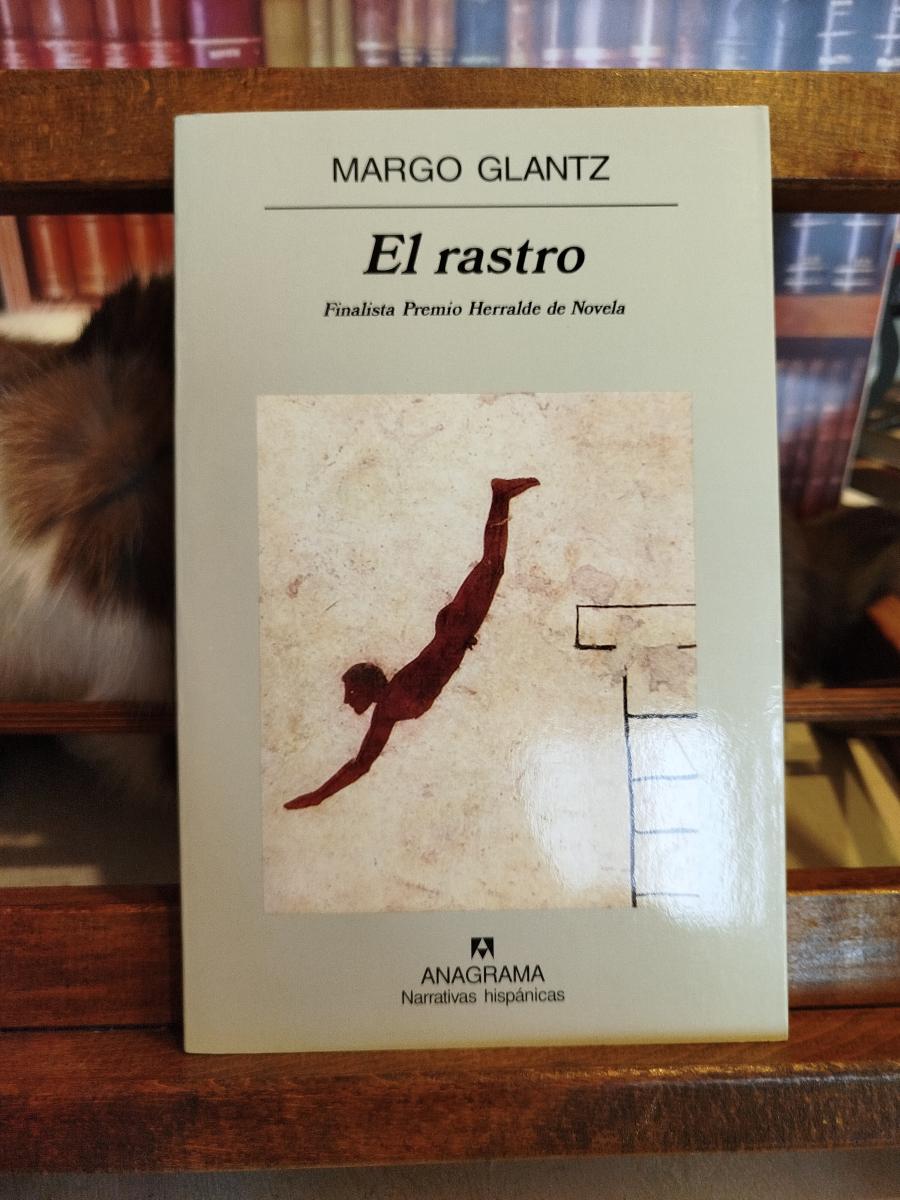 MARGO GLANTZ
El rastro
Finalista Premio Herralde de Novela
ANAGRAMA
Narrativas hispánicas